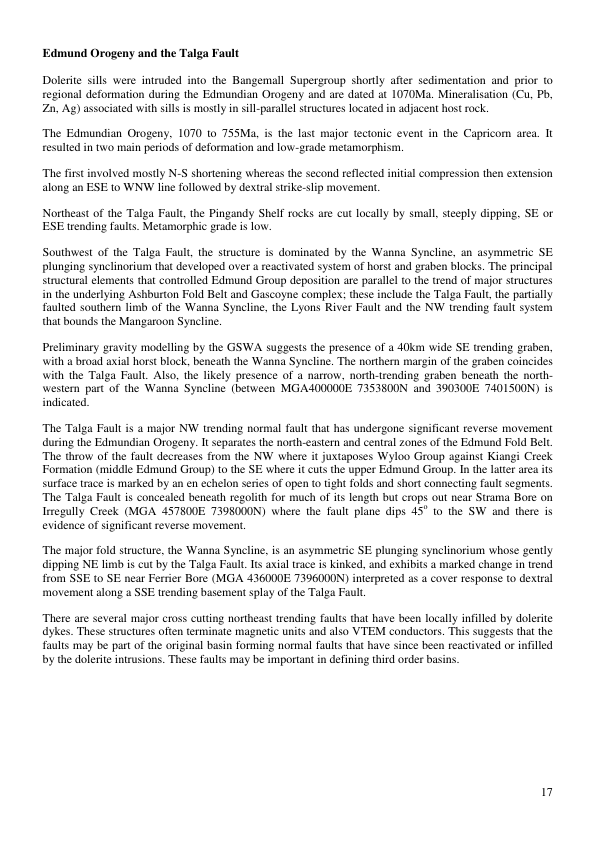 Edmund Orogeny and the Talga Fault
Dolerite sills were intruded into the Bangemall Supergroup shortly after sedimentation and prior to
regional deformation during the Edmundian Orogeny and are dated at 1070Ma. Mineralisation (Cu, Pb,
Zn, Ag) associated with sills is mostly in sill-parallel structures located in adjacent host rock.
The Edmundian Orogeny, 1070 to 755Ma, is the last major tectonic event in the Capricorn area. It
resulted in two main periods of deformation and low-grade metamorphism.
The first involved mostly N-S shortening whereas the second reflected initial compression then extension
along an ESE to WNW line followed by dextral strike-slip movement.
Northeast of the Talga Fault, the Pingandy Shelf rocks are cut locally by small, steeply dipping, SE or
ESE trending faults. Metamorphic grade is low.
Southwest of the Talga Fault, the structure is dominated by the Wanna Syncline, an asymmetric SE
plunging synclinorium that developed over a reactivated system of horst and graben blocks. The principal
structural elements that controlled Edmund Group deposition are parallel to the trend of major structures
in the underlying Ashburton Fold Belt and Gascoyne complex; these include the Talga Fault, the partially
faulted southern limb of the Wanna Syncline, the Lyons River Fault and the NW trending fault system
that bounds the Mangaroon Syncline.
Preliminary gravity modelling by the GSWA suggests the presence of a 40km wide SE trending graben,
with a broad axial horst block, beneath the Wanna Syncline. The northern margin of the graben coincides
with the Talga Fault. Also, the likely presence of a narrow, north-trending graben beneath the north-
western part of the Wanna Syncline (between MGA400000E 7353800N and 390300E 7401500N) is
indicated.
The Talga Fault is a major NW trending normal fault that has undergone significant reverse movement
during the Edmundian Orogeny. It separates the north-eastern and central zones of the Edmund Fold Belt.
The throw of the fault decreases from the NW where it juxtaposes Wyloo Group against Kiangi Creek
Formation (middle Edmund Group) to the SE where it cuts the upper Edmund Group. In the latter area its
surface trace is marked by an en echelon series of open to tight folds and short connecting fault segments.
The Talga Fault is concealed beneath regolith for much of its length but crops out near Strama Bore on
Irregully Creek (MGA 457800E 7398000N) where the fault plane dips 45° to the SW and there is
evidence of significant reverse movement.
The major fold structure, the Wanna Syncline, is an asymmetric SE plunging synclinorium whose gently
dipping NE limb is cut by the Talga Fault. Its axial trace is kinked, and exhibits a marked change in trend
from SSE to SE near Ferrier Bore (MGA 436000E 7396000N) interpreted as a cover response to dextral
movement along a SSE trending basement splay of the Talga Fault.
There are several major cross cutting northeast trending faults that have been locally infilled by dolerite
dykes. These structures often terminate magnetic units and also VTEM conductors. This suggests that the
faults may be part of the original basin forming normal faults that have since been reactivated or infilled
by the dolerite intrusions. These faults may be important in defining third order basins.
17